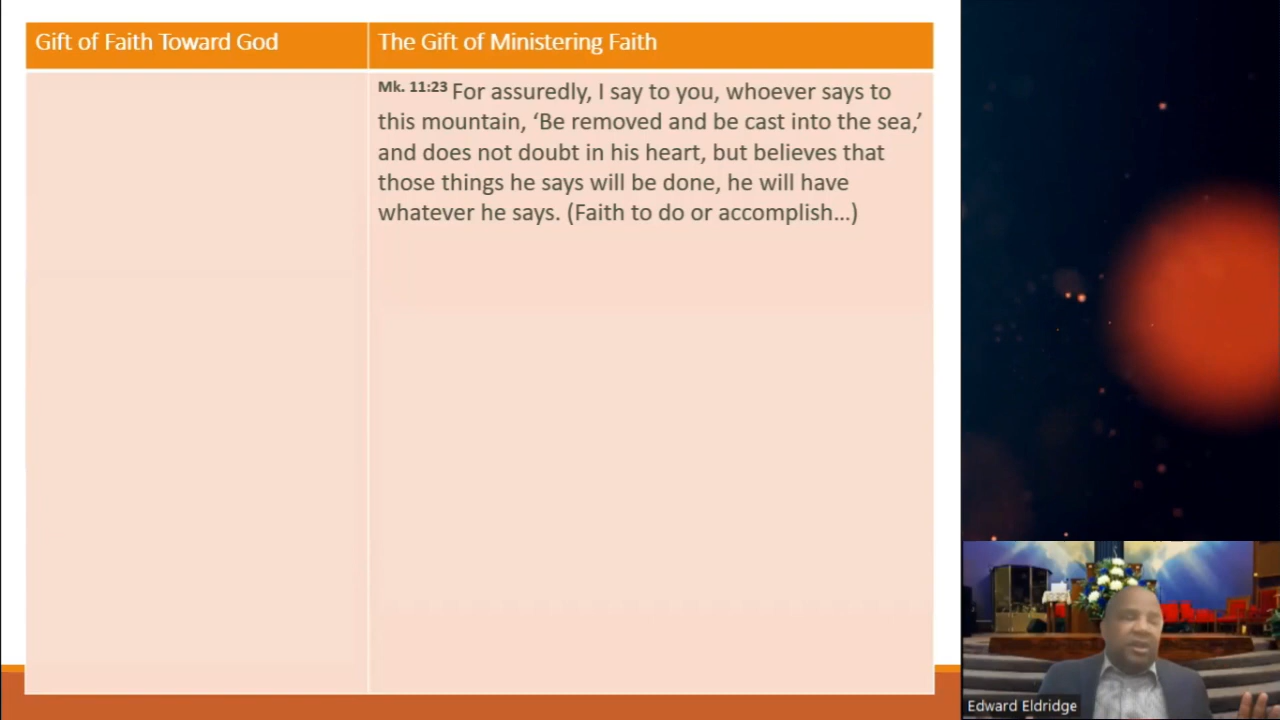 Gift of Faith Toward God
The Gift of Ministering Faith
Mk. 11:23 For assuredly, I say to you, whoever says to
this mountain, ‘Be removed and be cast into the sea,’
and does not doubt in his heart, but believes that
those things he says will be done, he will have
whatever he says. (Faith to do or accomplish…)
Edward Eldridge